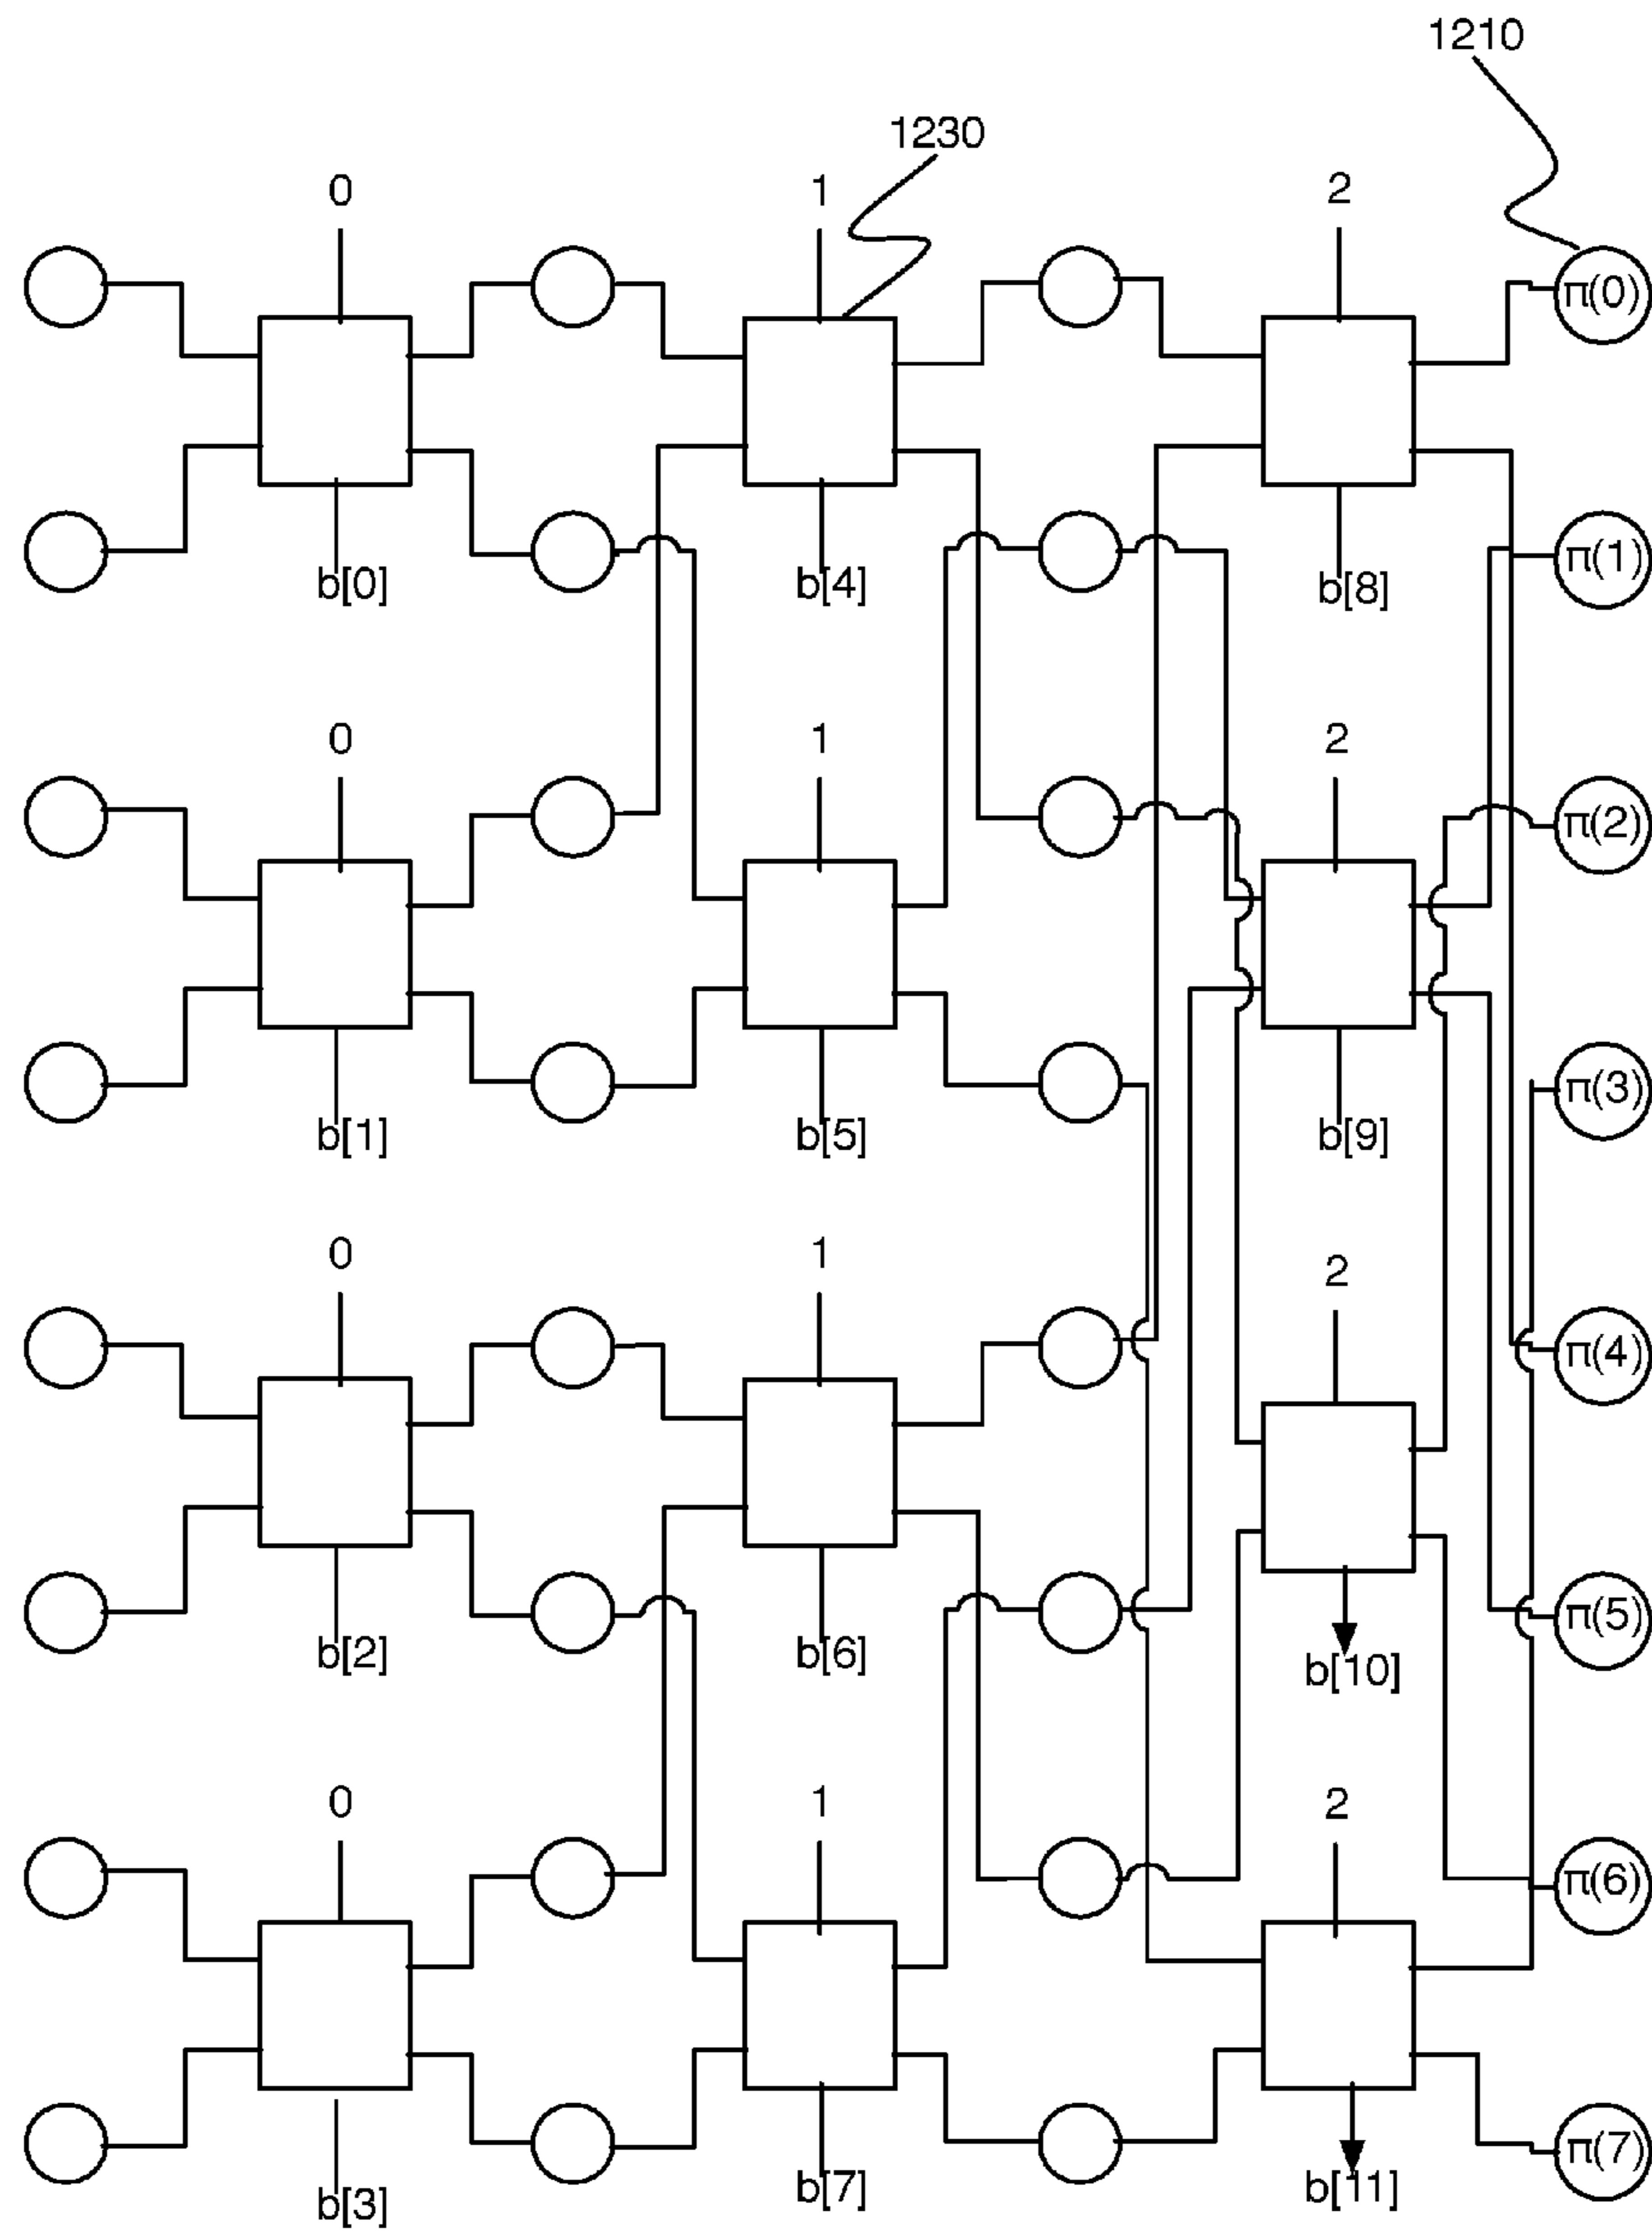 1210
1230
0 1 2
π(0)
π(1)
b[0] b[4] b[8]
0 1 2
π(2)
π(3)
b[1] b[5] b[9]
0 1 2
π(4)
π(5)
b[2] b[6] b[10]
0 1 2
π(6)
π(7)
b[3] b[7] b[11]